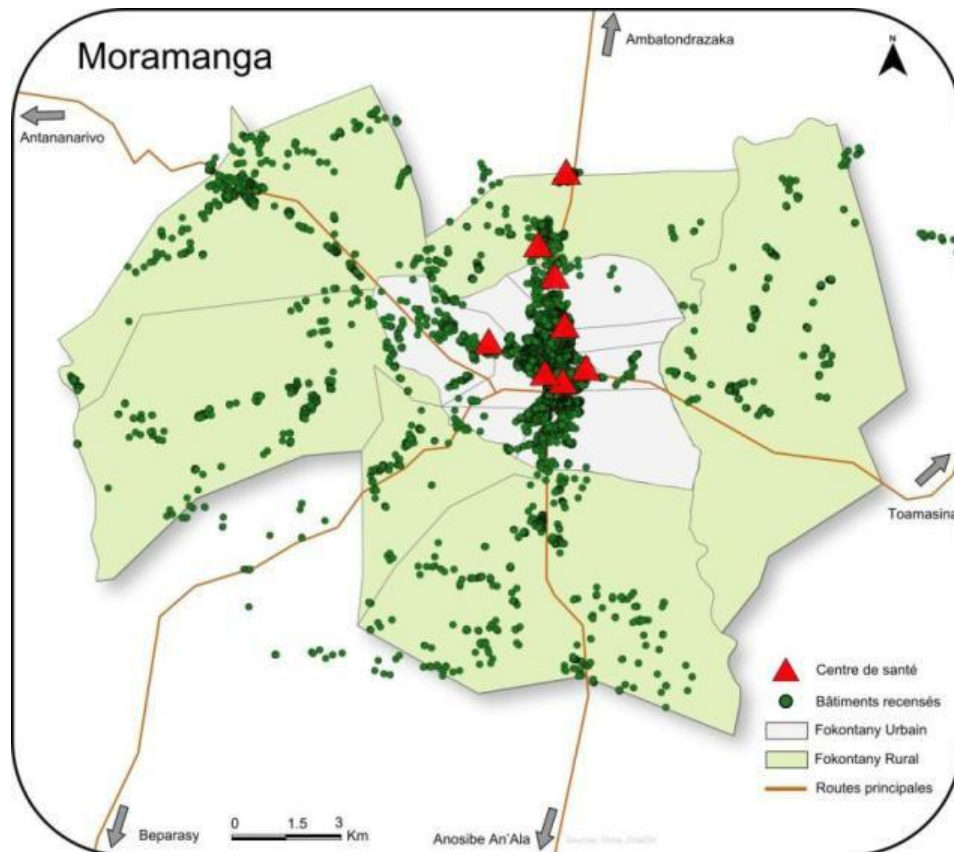 Moramanga
Ambatondrazaka
N
Antananarivo
Toamasina
Centre de santé
Bâtiments recensés
Fokontany Urbain
Fokontany Rural
Routes principales
0 1.5 3
Km
Beparasy
Anosibe An'Ala